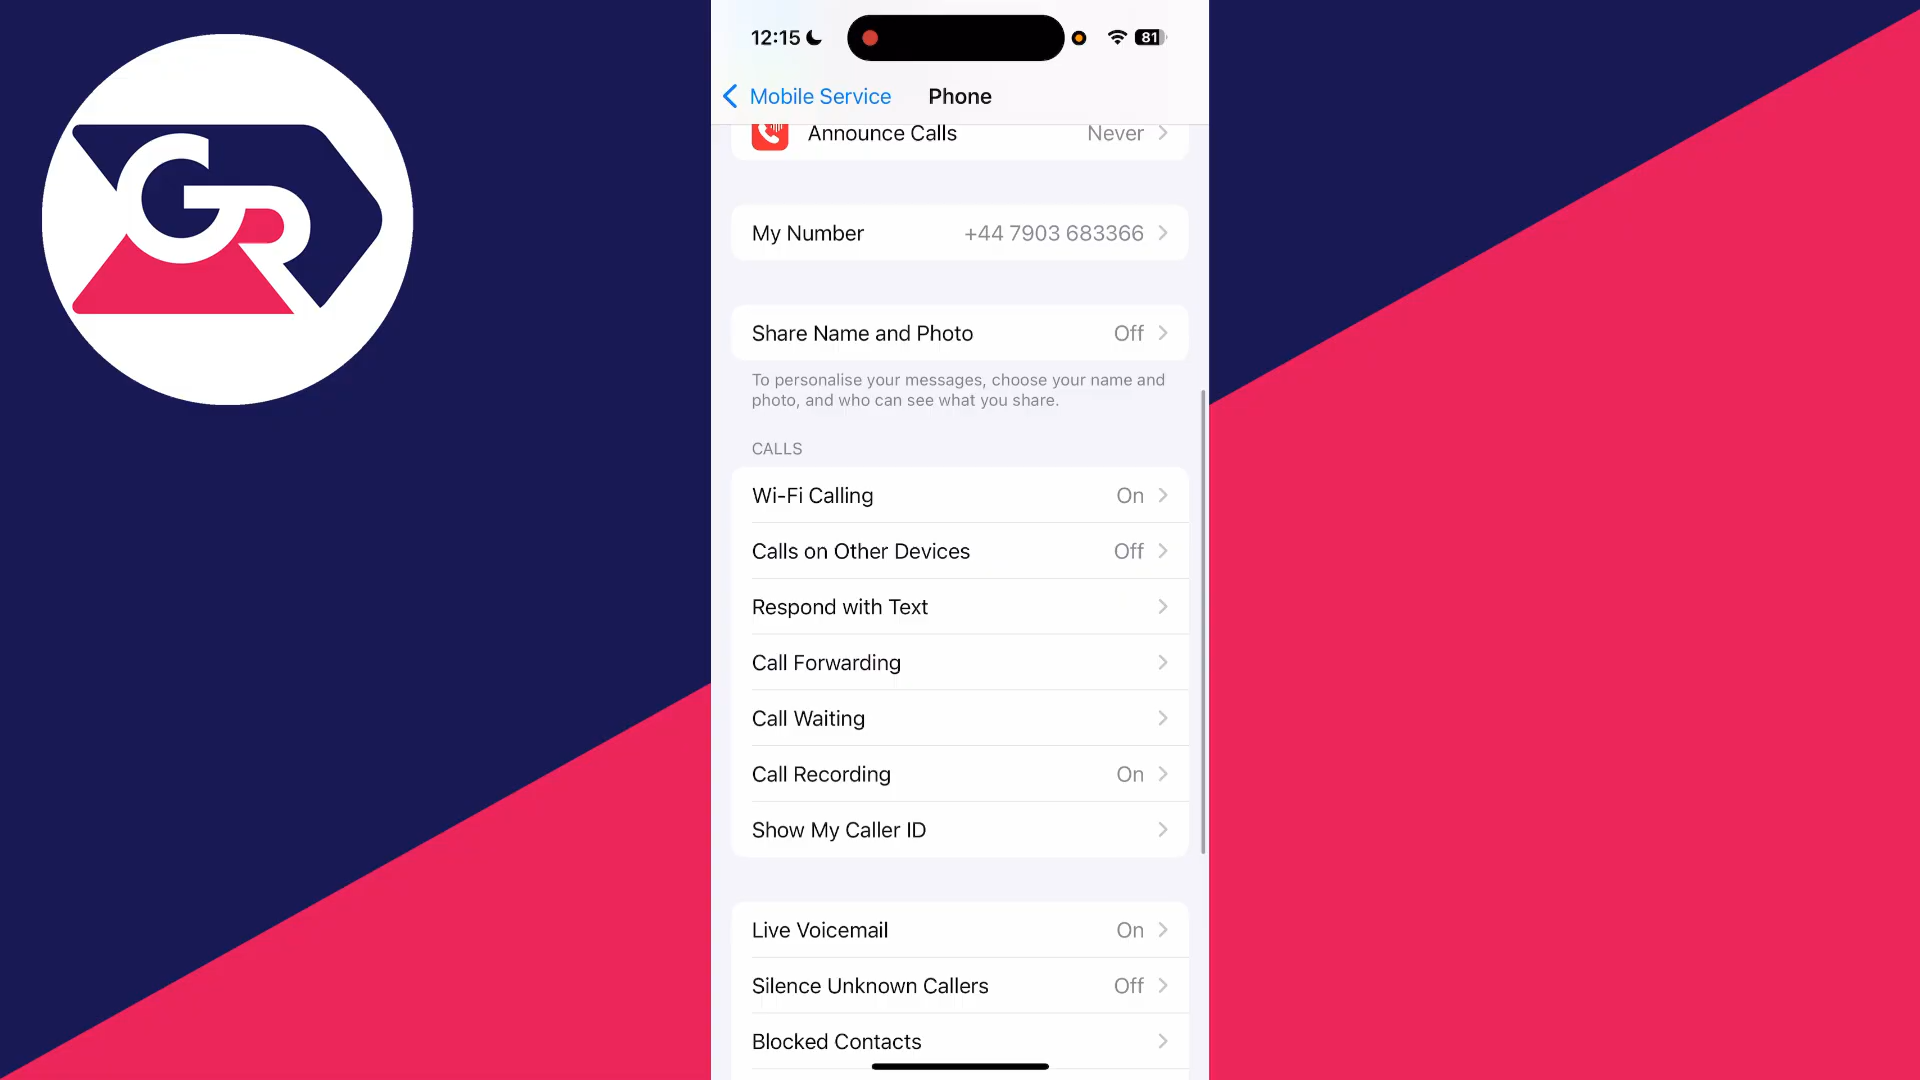 GR
12:15
81
Mobile Service
Phone
Announce Calls Never
My Number +44 7903 683366
Share Name and Photo Off
To personalise your messages, choose your name and
photo, and who can see what you share.
CALLS
Wi-Fi Calling On
Calls on Other Devices Off
Respond with Text
Call Forwarding
Call Waiting
Call Recording On
Show My Caller ID
Live Voicemail On
Silence Unknown Callers Off
Blocked Contacts